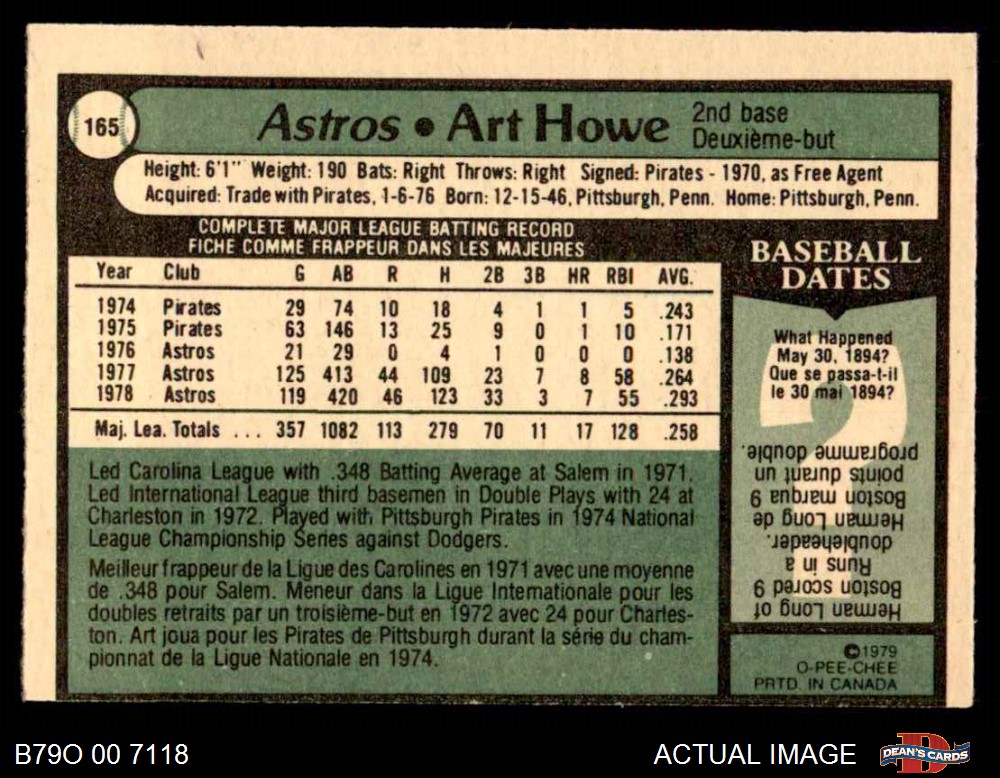 165
Astros • Art Howe
2nd base
Deuxième-but
Height: 6'1" Weight: 190 Bats: Right Throws: Right Signed: Pirates - 1970, as Free Agent
Acquired: Trade with Pirates, 1-6-76 Born: 12-15-46, Pittsburgh, Penn. Home: Pittsburgh, Penn.
COMPLETE MAJOR LEAGUE BATTING RECORD
FICHE COMME FRAPPEUR DANS LES MAJEURES
Year Club G AB R H 2B 3B HR RBI AVG.
1974 Pirates 29 74 10 18 4 1 1 5 .243
1975 Pirates 63 146 13 25 9 0 1 10 .171
1976 Astros 21 29 0 4 1 0 0 0 .138
1977 Astros 125 413 44 109 23 7 8 58 .264
1978 Astros 119 420 46 123 33 3 7 55 .293
Maj. Lea. Totals ... 357 1082 113 279 70 11 17 128 .258
Led Carolina League with .348 Batting Average at Salem in 1971.
Led International League third basemen in Double Plays with 24 at
Charleston in 1972. Played with Pittsburgh Pirates in 1974 National
League Championship Series against Dodgers.
Meilleur frappeur de la Ligue des Carolines en 1971 avec une moyenne
de .348 pour Salem. Meneur dans la Ligue Internationale pour les
doubles retraits par un troisième-but en 1972 avec 24 pour Charles-
ton. Art joua pour les Pirates de Pittsburgh durant la série du cham-
pionnat de la Ligue Nationale en 1974.
BASEBALL
DATES
What Happened
May 30, 1894?
Que se passa-t-il
le 30 mai 1894?
Herman Long of
Boston scored 9
Runs in a
doubleheader.
Herman Long de
Boston marqua 9
points durant un
programme double.
©1979
O-PEE-CHEE
PRTD. IN CANADA
B79O 00 7118
ACTUAL IMAGE
DEAN'S CARDS